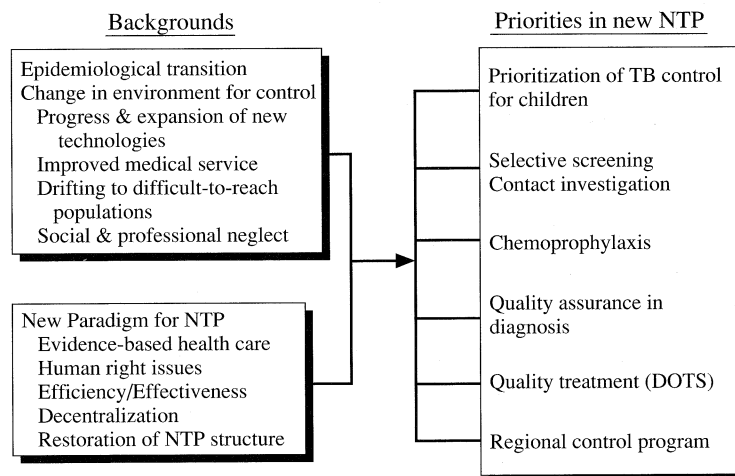 Backgrounds
Epidemiological transition
Change in environment for control
Progress & expansion of new
technologies
Improved medical service
Drifting to difficult-to-reach
populations
Social & professional neglect
New Paradigm for NTP
Evidence-based health care
Human right issues
Efficiency/Effectiveness
Decentralization
Restoration of NTP structure
Priorities in new NTP
Prioritization of TB control
for children
Selective screening
Contact investigation
Chemoprophylaxis
Quality assurance in
diagnosis
Quality treatment (DOTS)
Regional control program